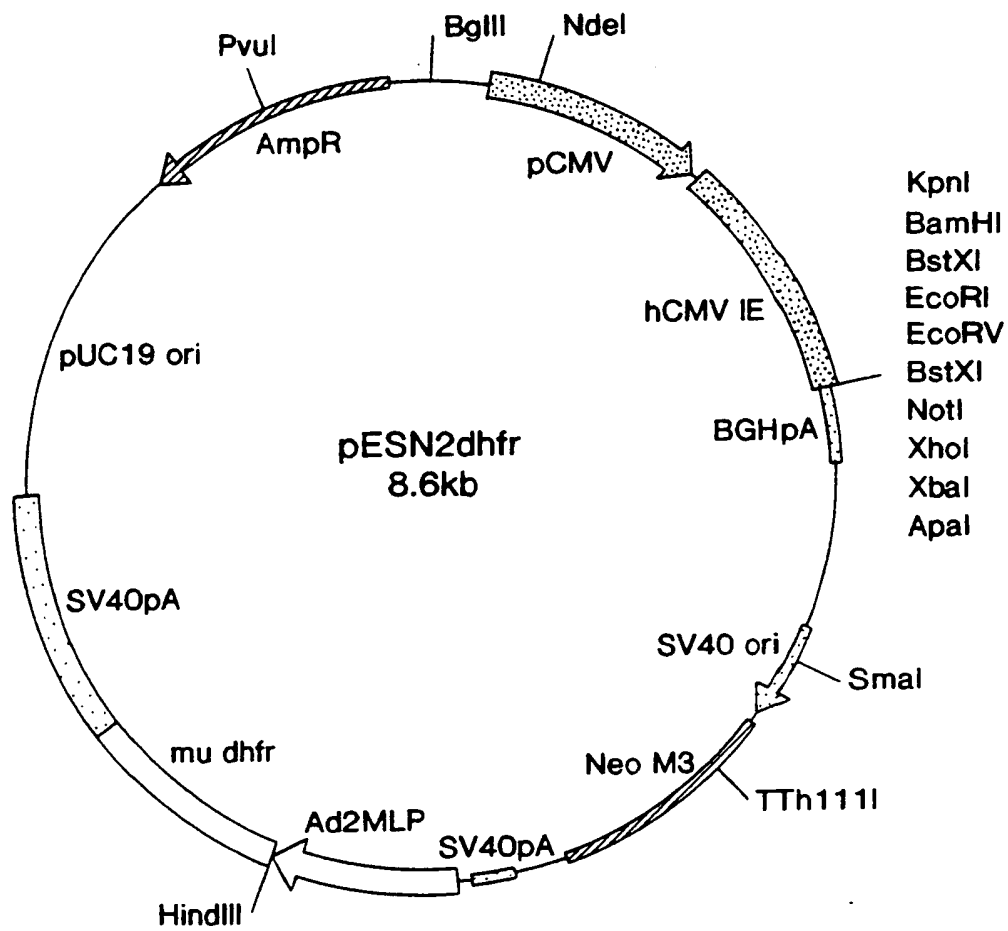 BglII
NdeI
PvuI
AmpR
pCMV
KpnI
BamHI
BstXI
EcoRI
EcoRV
BstXI
NotI
XhoI
XbaI
ApaI
hCMV IE
pUC19 ori
BGHpA
pESN2dhfr
8.6kb
SV40pA
SV40 ori
SmaI
mu dhfr
Neo M3
TTh111I
Ad2MLP
SV40pA
HindIII